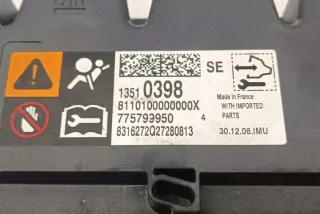 SE
1351 0398
8110100000000X
775799950 4
8316272Q27280813
Made in France
WITH IMPORTED
PARTS
30.12.06.IMU